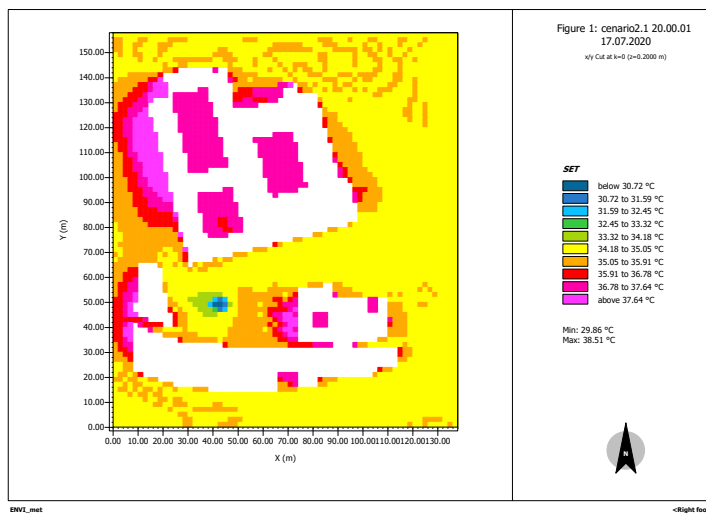 Figure 1: cenario2.1 20.00.01
17.07.2020
x/y Cut at k=0 (z=0.2000 m)
150.00
140.00
130.00
120.00
110.00
100.00
90.00
80.00
70.00
60.00
50.00
40.00
30.00
20.00
10.00
0.00
Y (m)
0.00 10.00 20.00 30.00 40.00 50.00 60.00 70.00 80.00 90.00 100.00 110.00 120.00 130.00
X (m)
SET
below 30.72 °C
30.72 to 31.59 °C
31.59 to 32.45 °C
32.45 to 33.32 °C
33.32 to 34.18 °C
34.18 to 35.05 °C
35.05 to 35.91 °C
35.91 to 36.78 °C
36.78 to 37.64 °C
above 37.64 °C
Min: 29.86 °C
Max: 38.51 °C
N
ENVI_met
<Right foo